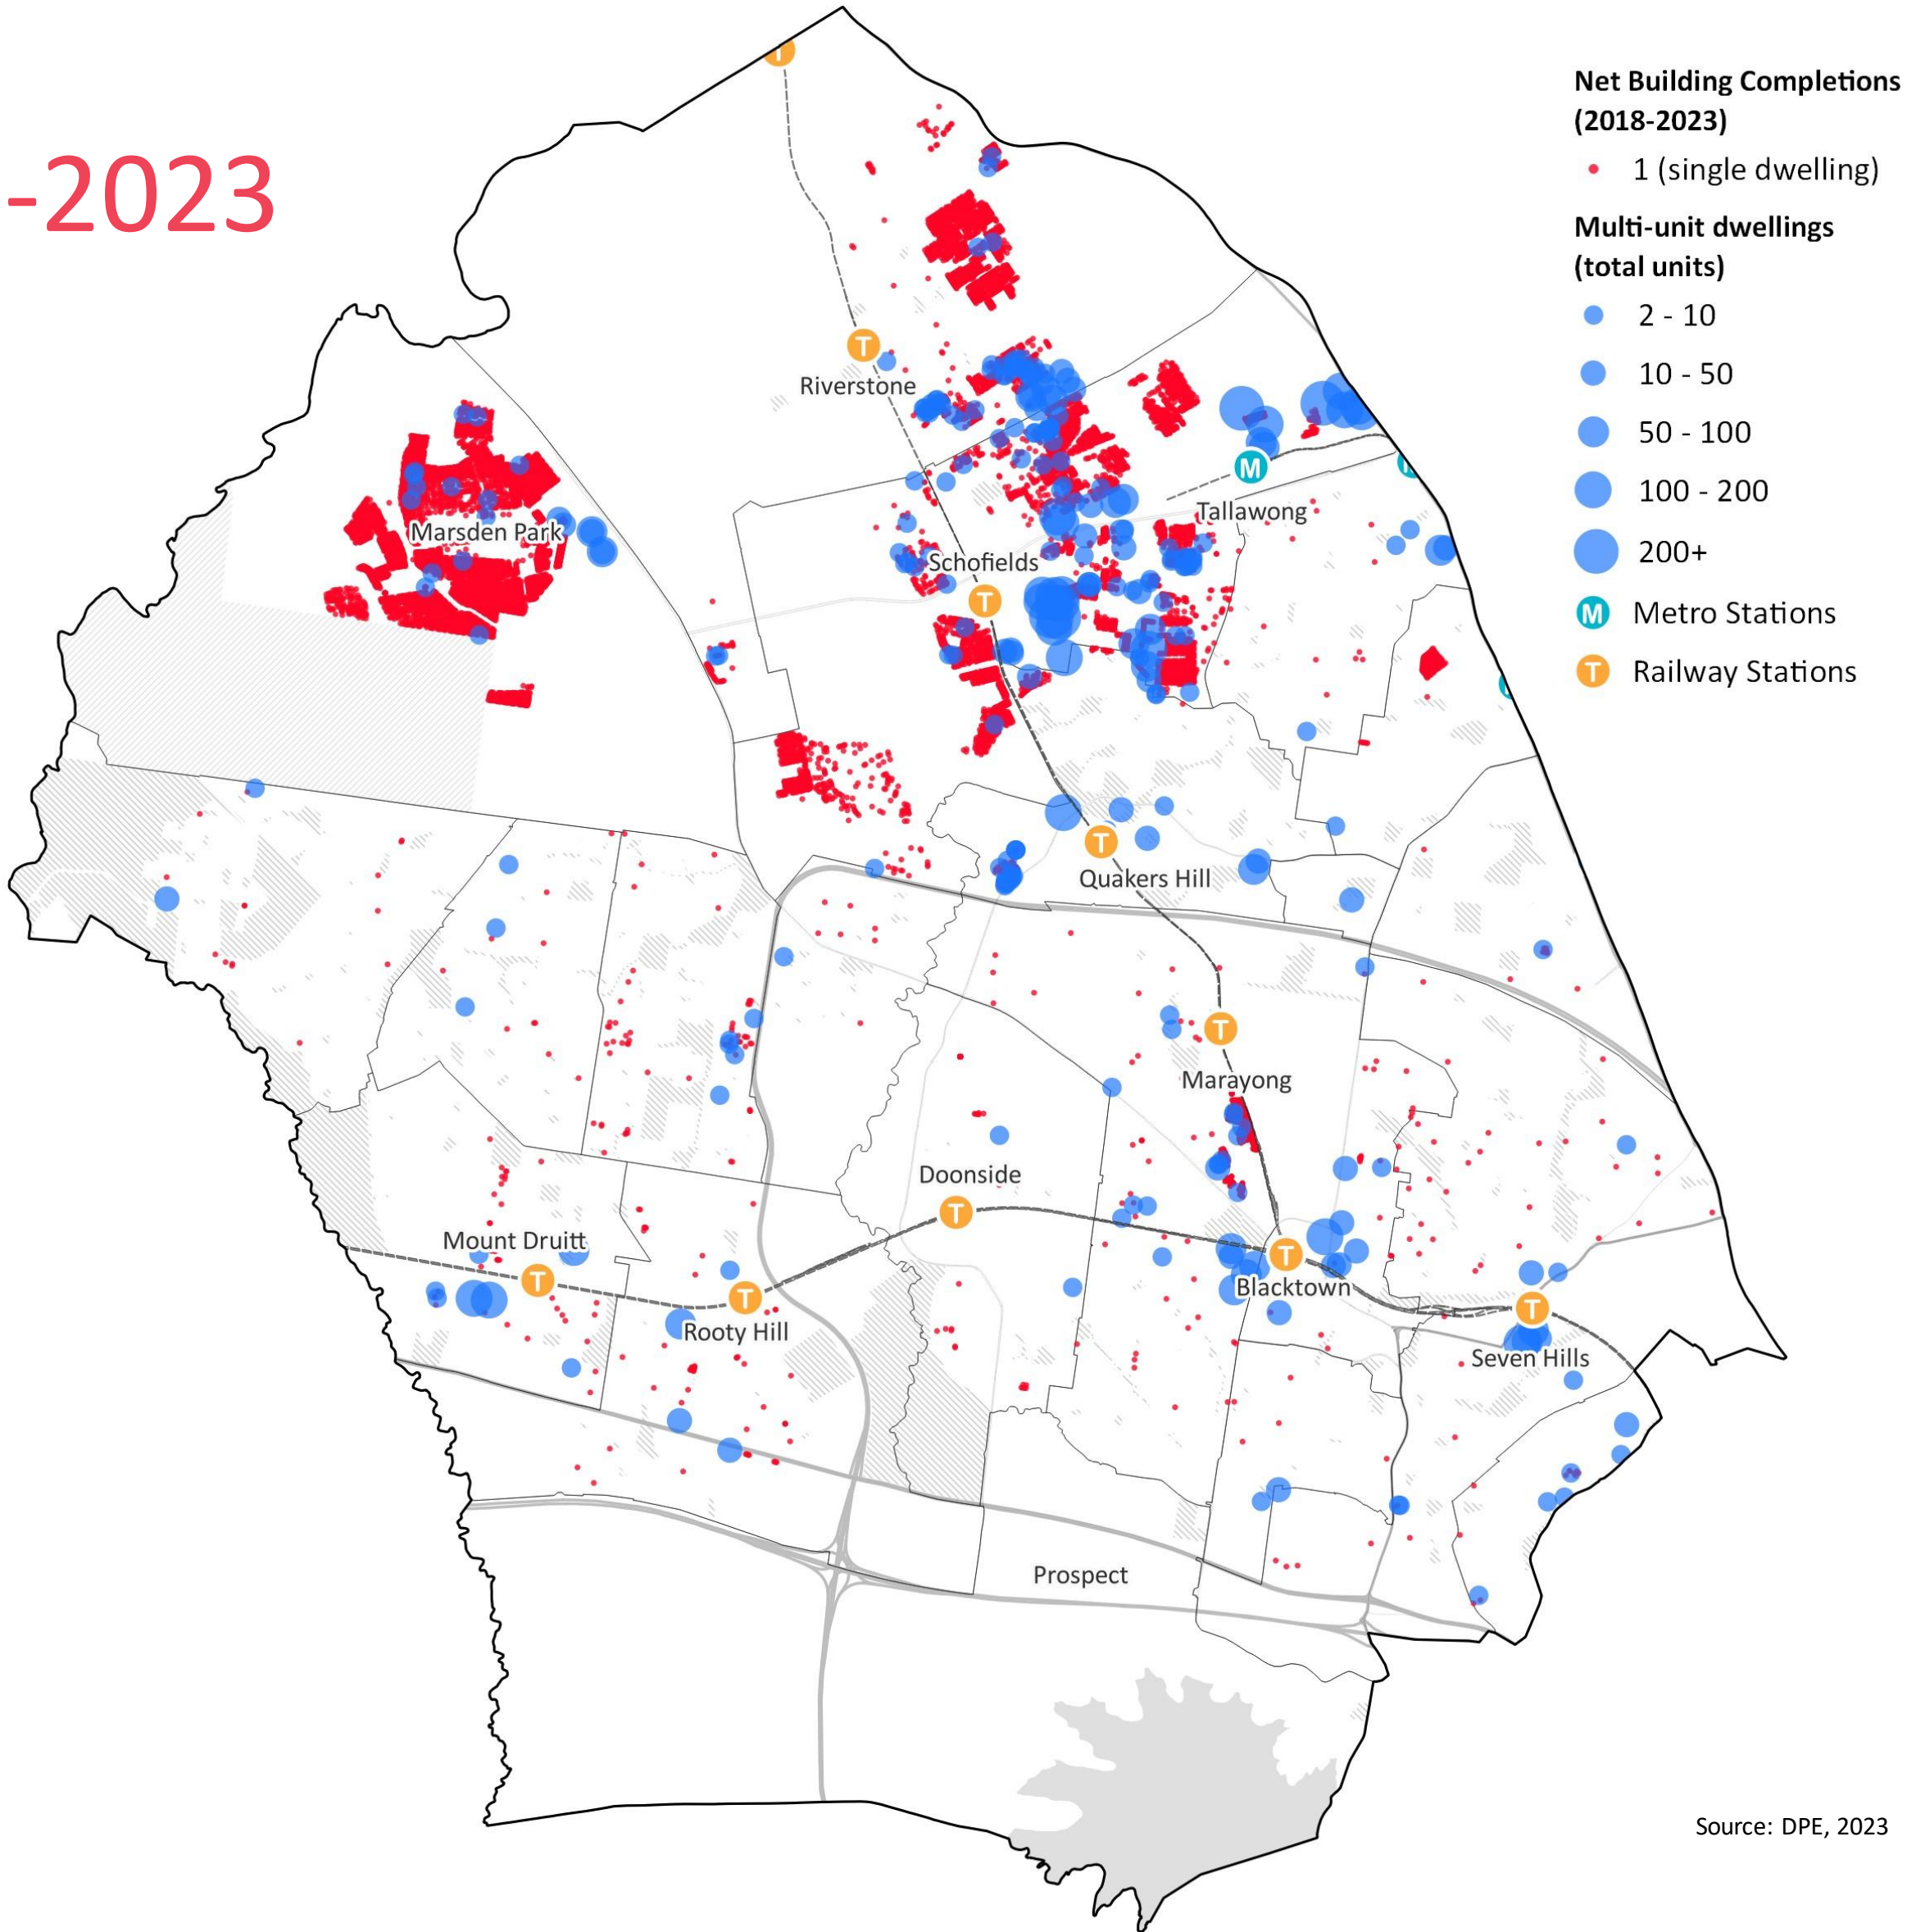 -2023
Net Building Completions
(2018-2023)
1 (single dwelling)
Multi-unit dwellings
(total units)
2 - 10
10 - 50
50 - 100
100 - 200
200+
M Metro Stations
T Railway Stations
T
T
Riverstone
M
Tallawong
Marsden Park
Schofields
T
T
Quakers Hill
T
Marayong
Doonside
T
Mount Druitt
T
T
Rooty Hill
T
Blacktown
T
Seven Hills
Prospect
Source: DPE, 2023